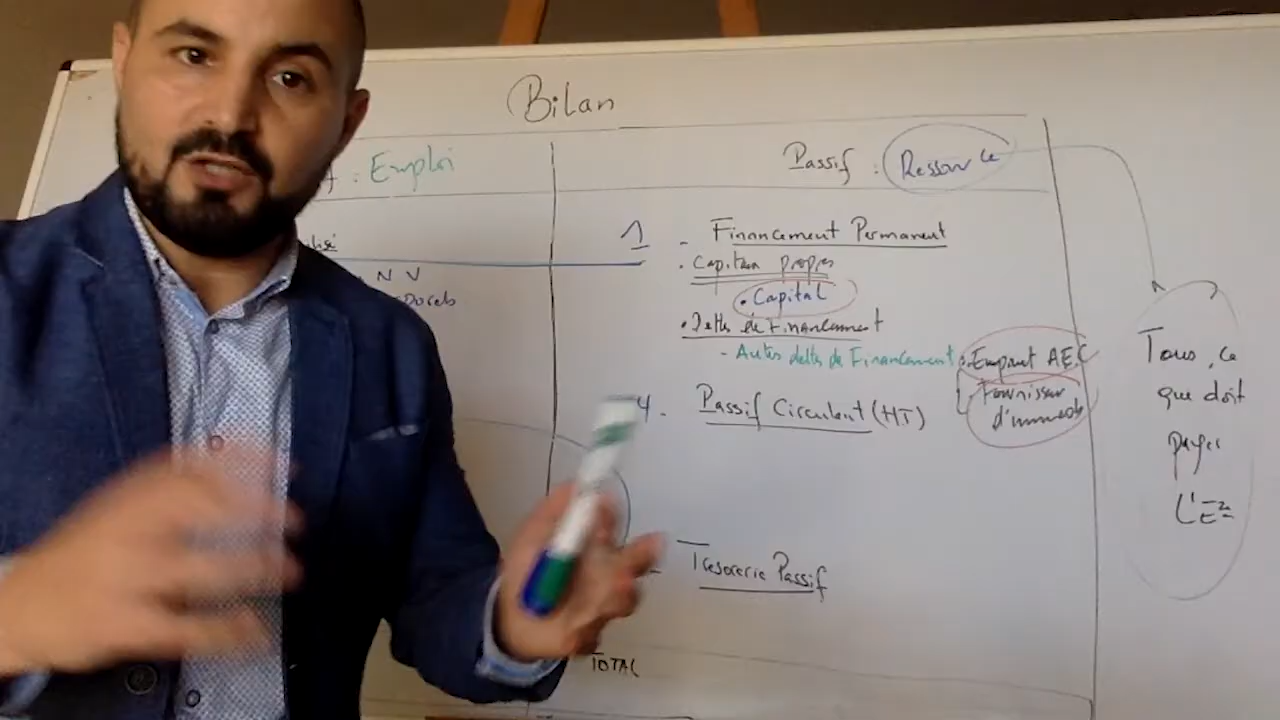 Bilan
: Emploi
Passif : Ressource
N V
1 - Financement Permanent
. Capitaux propres
• Capital
• Dettes de Financement
- Autres dettes de Financement
• Emprunt AEC
Fournisseur
d'immob
4 - Passif Circulant (HT)
- Tresorerie Passif
TOTAL
Tous, ce
que doit
payer
L'Ese